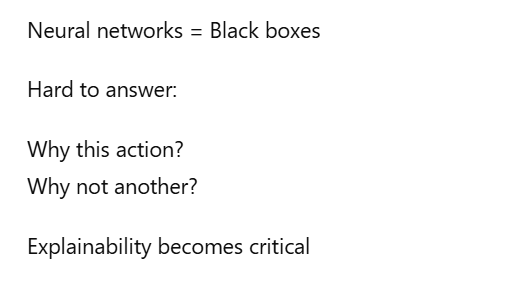 Neural networks = Black boxes
Hard to answer:
Why this action?
Why not another?
Explainability becomes critical